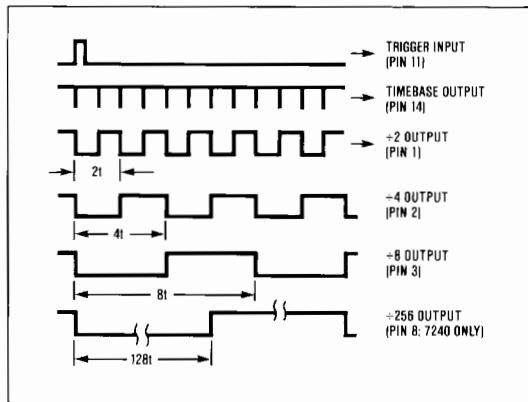 TRIGGER INPUT
(PIN 11)
TIMEBASE OUTPUT
(PIN 14)
÷2 OUTPUT
(PIN 1)
2t
÷4 OUTPUT
(PIN 2)
4t
÷8 OUTPUT
(PIN 3)
8t
÷256 OUTPUT
(PIN 8: 7240 ONLY)
128t